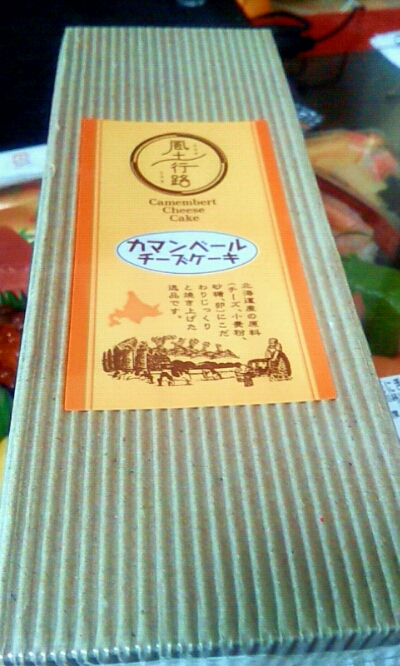 風土行路
Camembert
Cheese
Cake
カマンベール
チーズケーキ
北海道産の原料
(チーズ、小麦粉、
砂糖、卵)にこだ
わりじっくり
と焼き上げた
逸品です。